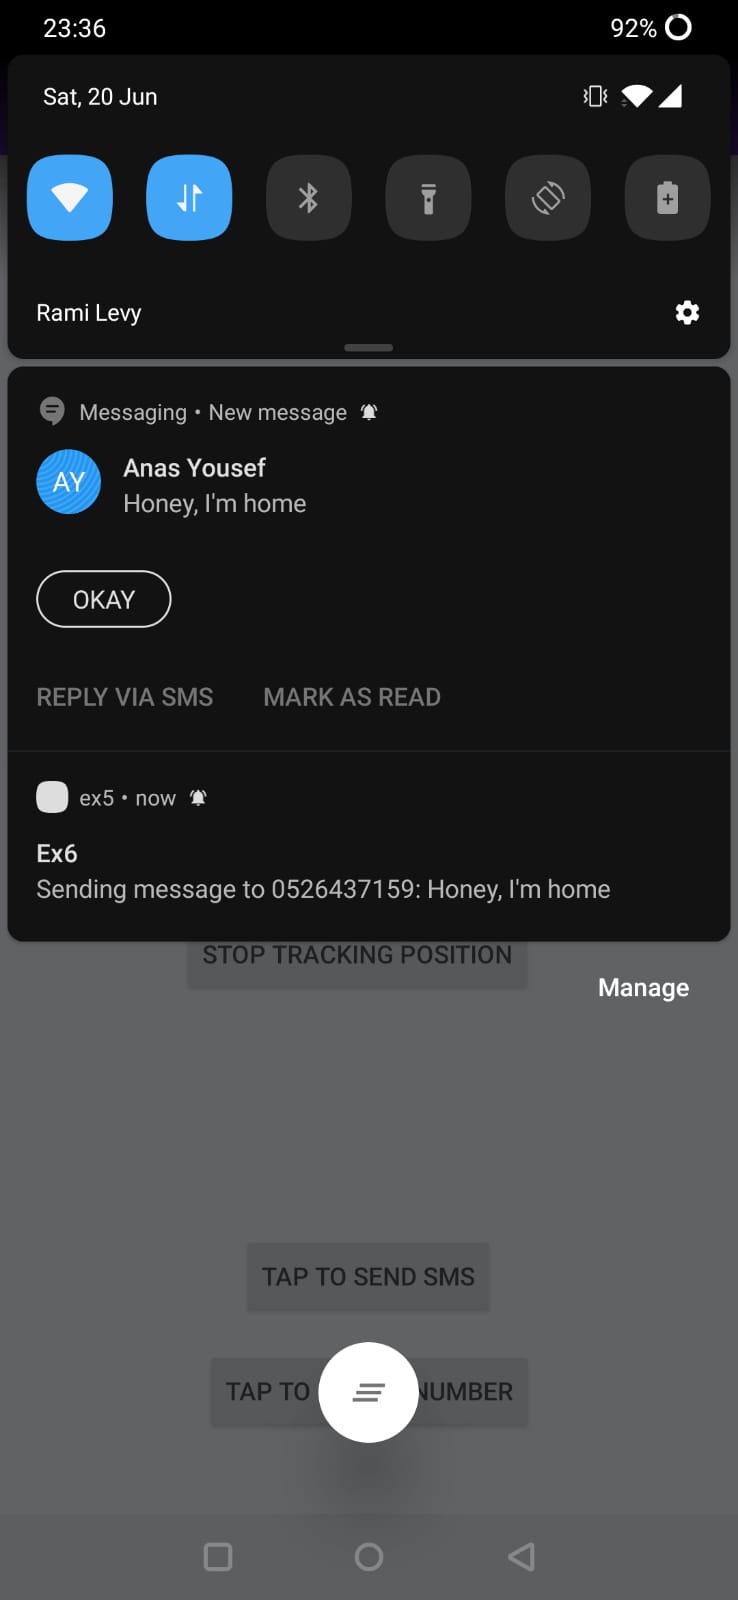 23:36 92%
Sat, 20 Jun
Rami Levy
Messaging • New message
AY
Anas Yousef
Honey, I'm home
OKAY
REPLY VIA SMS MARK AS READ
ex5 • now
Ex6
Sending message to 0526437159: Honey, I'm home
STOP TRACKING POSITION
Manage
TAP TO SEND SMS
TAP TO NUMBER